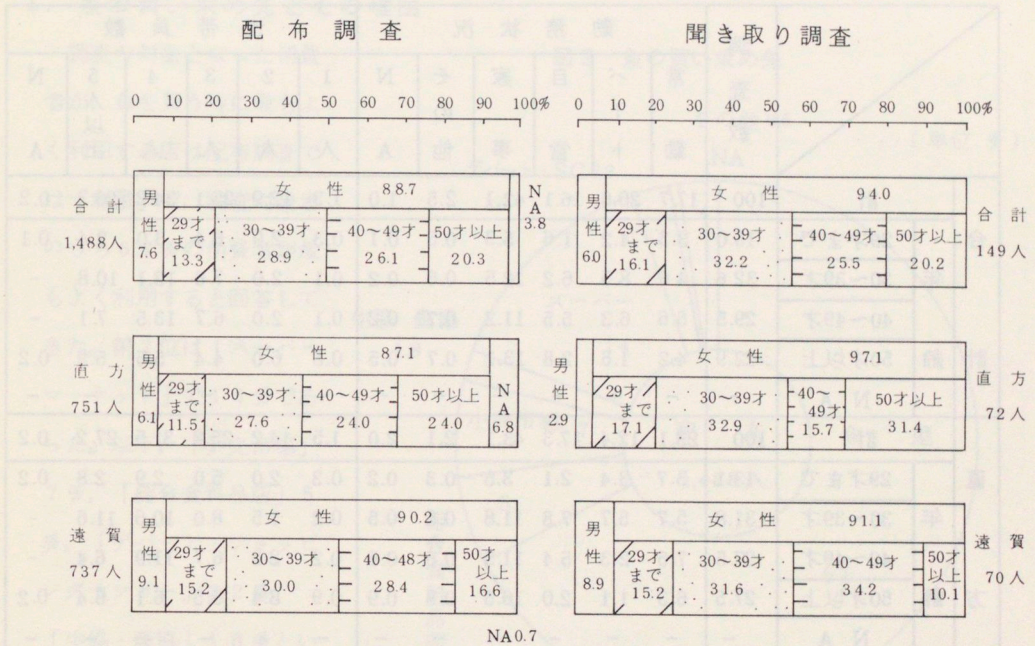 配布調査
聞き取り調査
0 10 20 30 40 50 60 70 80 90 100%
0 10 20 30 40 50 60 70 80 90 100%
合計
1,488人
男性
7.6
女性 88.7
29才まで
13.3
30～39才
28.9
40～49才
26.1
50才以上
20.3
NA
3.8
男性
6.0
女性 94.0
29才まで
16.1
30～39才
32.2
40～49才
25.5
50才以上
20.2
合計
149人
直方
751人
男性
6.1
女性 87.1
29才まで
11.5
30～39才
27.6
40～49才
24.0
50才以上
24.0
NA
6.8
男性
2.9
女性 97.1
29才まで
17.1
30～39才
32.9
40～49才
15.7
50才以上
31.4
直方
72人
遠賀
737人
男性
9.1
女性 90.2
29才まで
15.2
30～39才
30.0
40～48才
28.4
50才以上
16.6
NA0.7
男性
8.9
女性 91.1
29才まで
15.2
30～39才
31.6
40～49才
34.2
50才以上
10.1
遠賀
70人